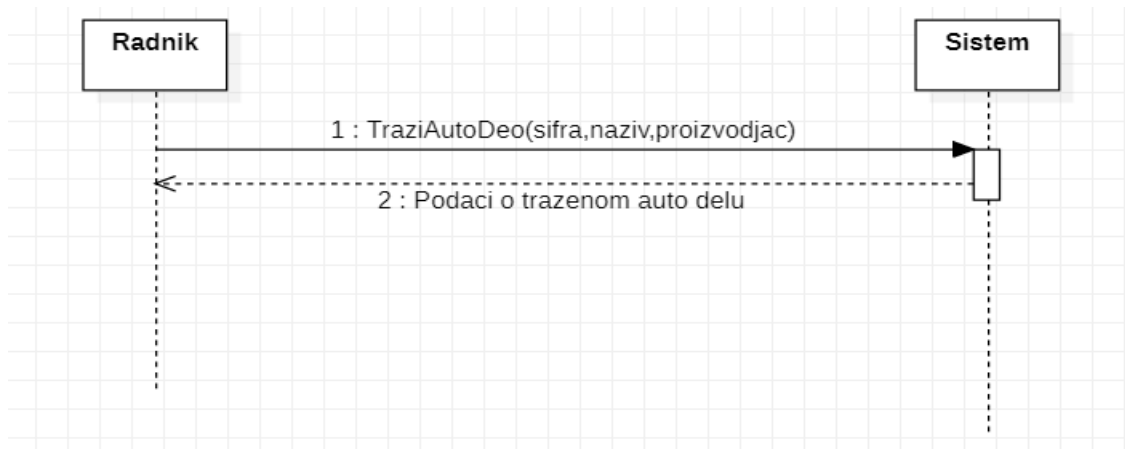 Radnik
Sistem
1 : TraziAutoDeo(sifra,naziv,proizvodjac)
2 : Podaci o trazenom auto delu